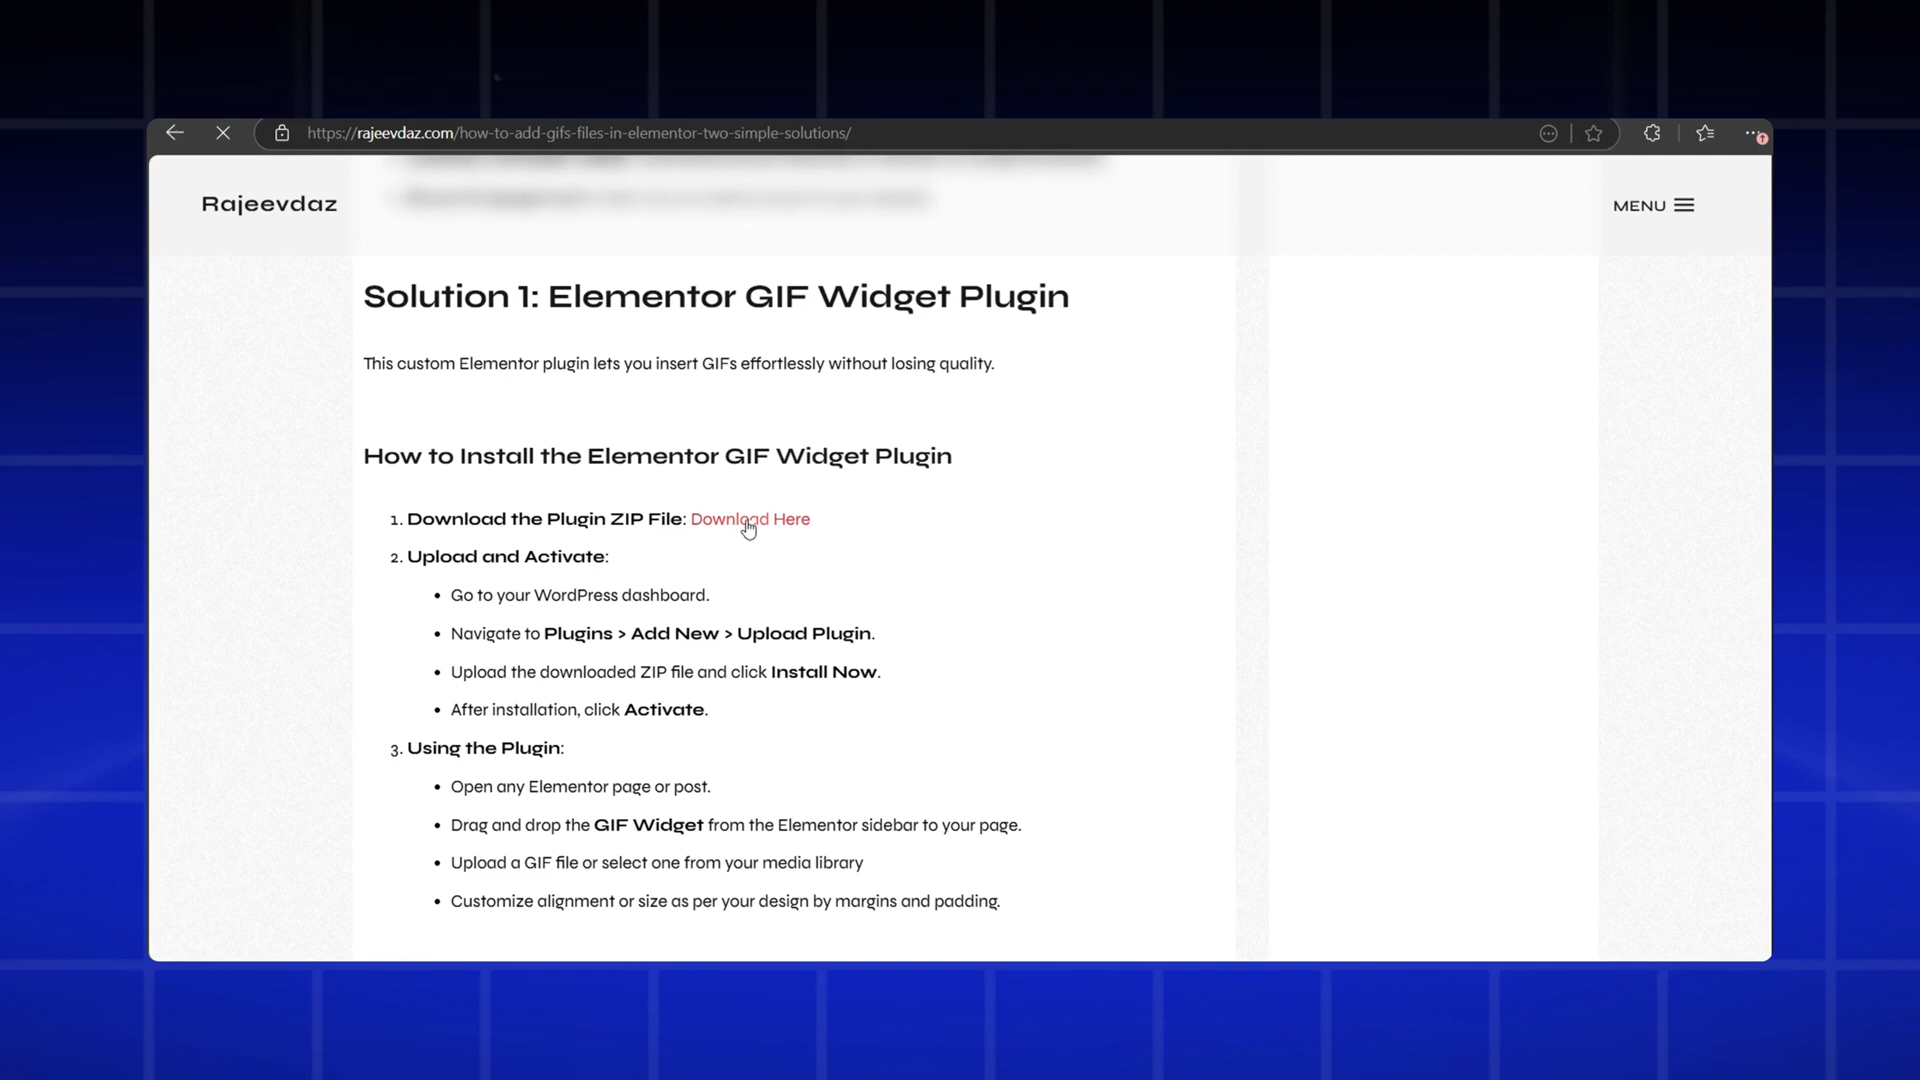 https://rajeevdaz.com/how-to-add-gifs-files-in-elementor-two-simple-solutions/
Rajeevdaz
MENU
Solution 1: Elementor GIF Widget Plugin
This custom Elementor plugin lets you insert GIFs effortlessly without losing quality.
How to Install the Elementor GIF Widget Plugin
1. Download the Plugin ZIP File: Download Here
2. Upload and Activate:
• Go to your WordPress dashboard.
• Navigate to Plugins > Add New > Upload Plugin.
• Upload the downloaded ZIP file and click Install Now.
• After installation, click Activate.
3. Using the Plugin:
• Open any Elementor page or post.
• Drag and drop the GIF Widget from the Elementor sidebar to your page.
• Upload a GIF file or select one from your media library
• Customize alignment or size as per your design by margins and padding.